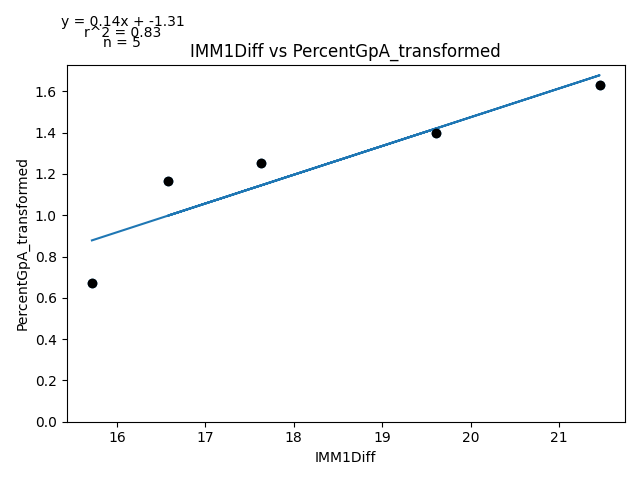 y = 0.14x + -1.31
r^2 = 0.83
n = 5
IMM1Diff vs PercentGpA_transformed
1.6
1.4
1.2
1.0
0.8
0.6
0.4
0.2
0.0
PercentGpA_transformed
16 17 18 19 20 21
IMM1Diff